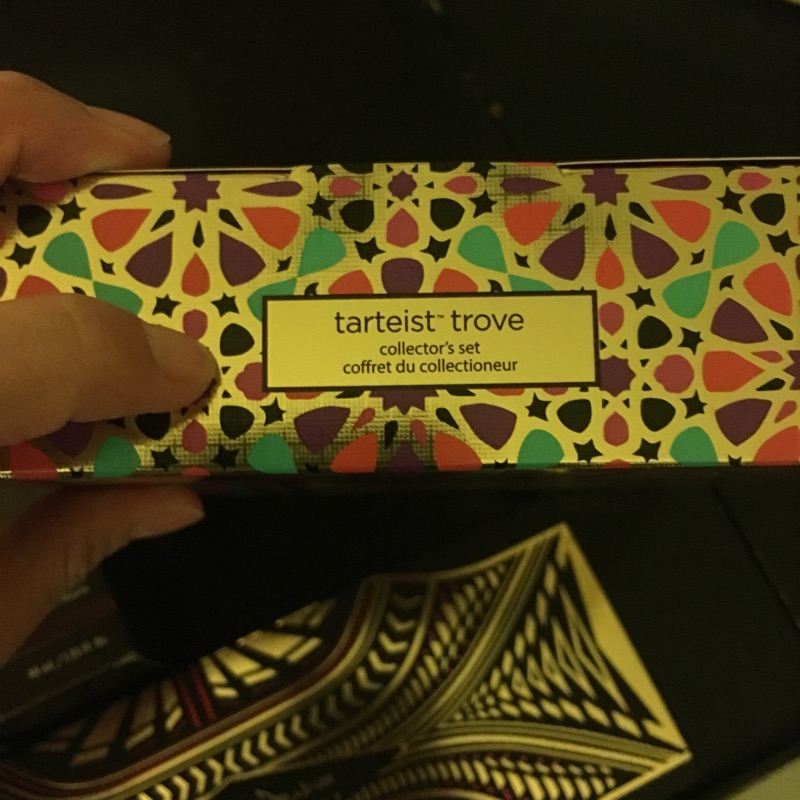 tarteist™ trove
collector's set
coffret du collectioneur